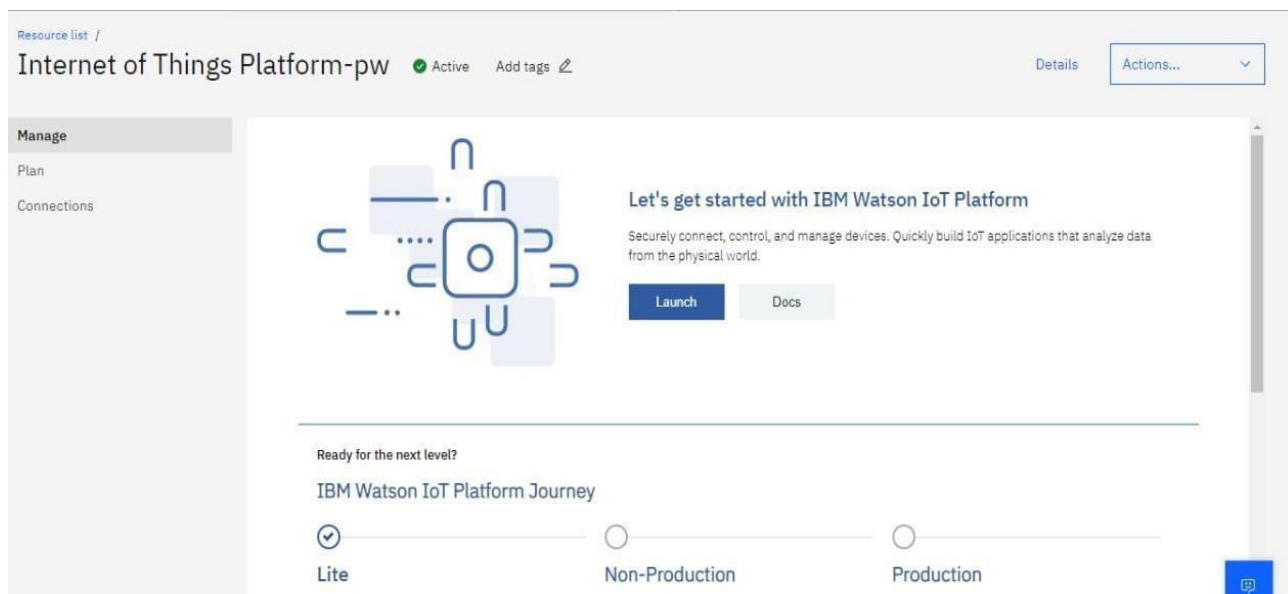 Resource list /
Internet of Things Platform-pw Active Add tags
Details Actions...
Manage
Plan
Connections
Let's get started with IBM Watson IoT Platform
Securely connect, control, and manage devices. Quickly build IoT applications that analyze data
from the physical world.
Launch Docs
Ready for the next level?
IBM Watson IoT Platform Journey
Lite Non-Production Production